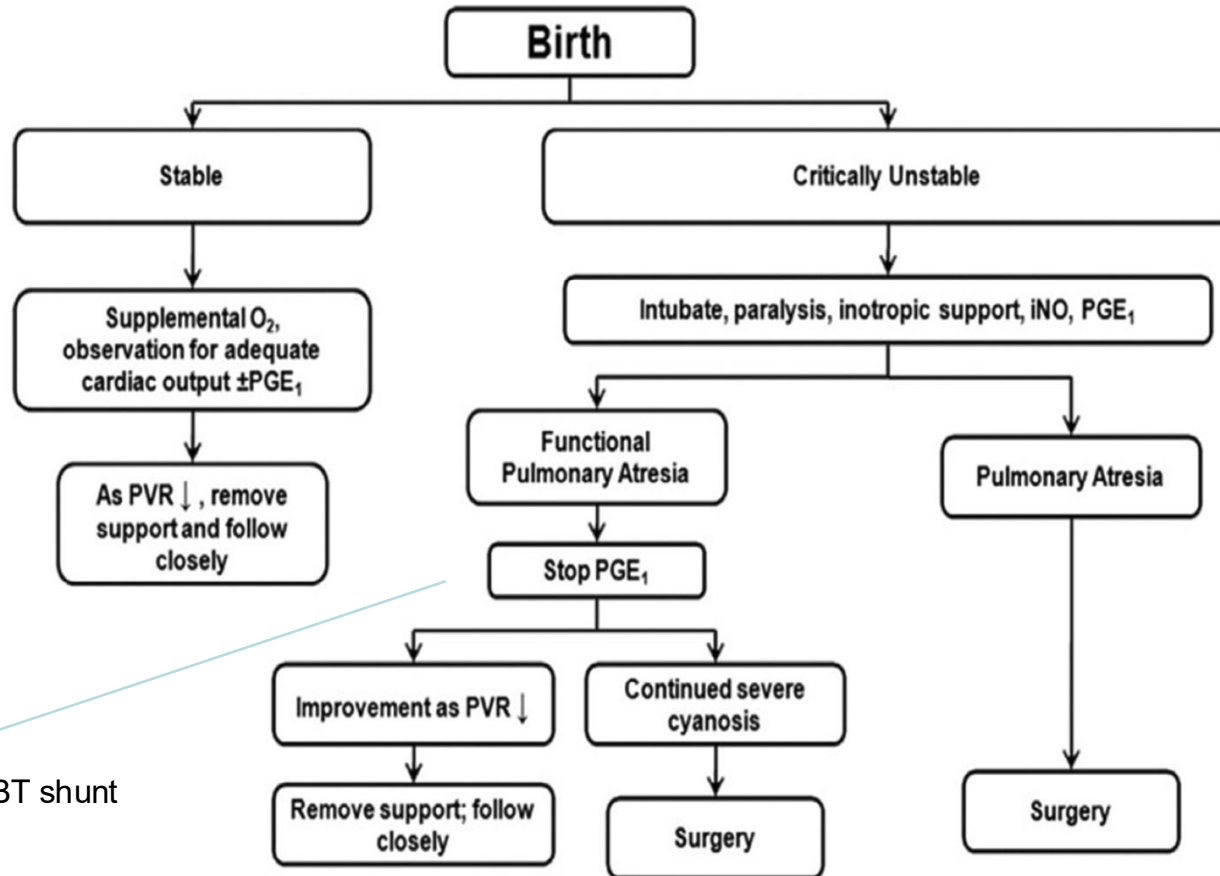 Birth
Stable
Critically Unstable
Supplemental O₂,
observation for adequate
cardiac output ±PGE₁
Intubate, paralysis, inotropic support, iNO, PGE₁
As PVR ↓ , remove
support and follow
closely
Functional
Pulmonary Atresia
Pulmonary Atresia
Stop PGE₁
Improvement as PVR ↓
Continued severe
cyanosis
BT shunt
Remove support; follow
closely
Surgery
Surgery